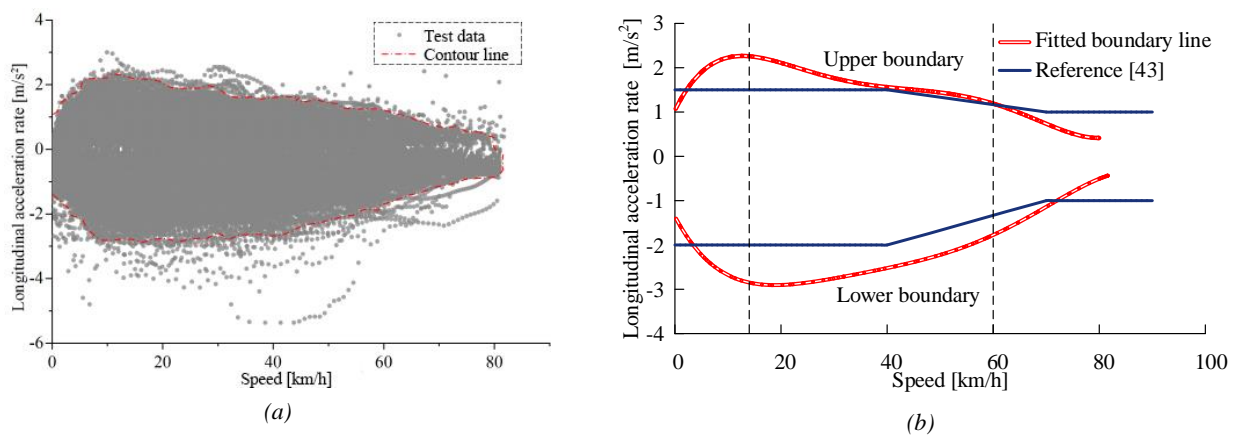 4
2
0
-2
-4
-6
0
20
40
60
80
Longitudinal acceleration rate [m/s²]
Speed [km/h]
Test data
Contour line
(a)
3
2
1
0
-1
-2
-3
-4
0
20
40
60
80
100
Longitudinal acceleration rate [m/s²]
Speed [km/h]
Upper boundary
Lower boundary
Fitted boundary line
Reference [43]
(b)